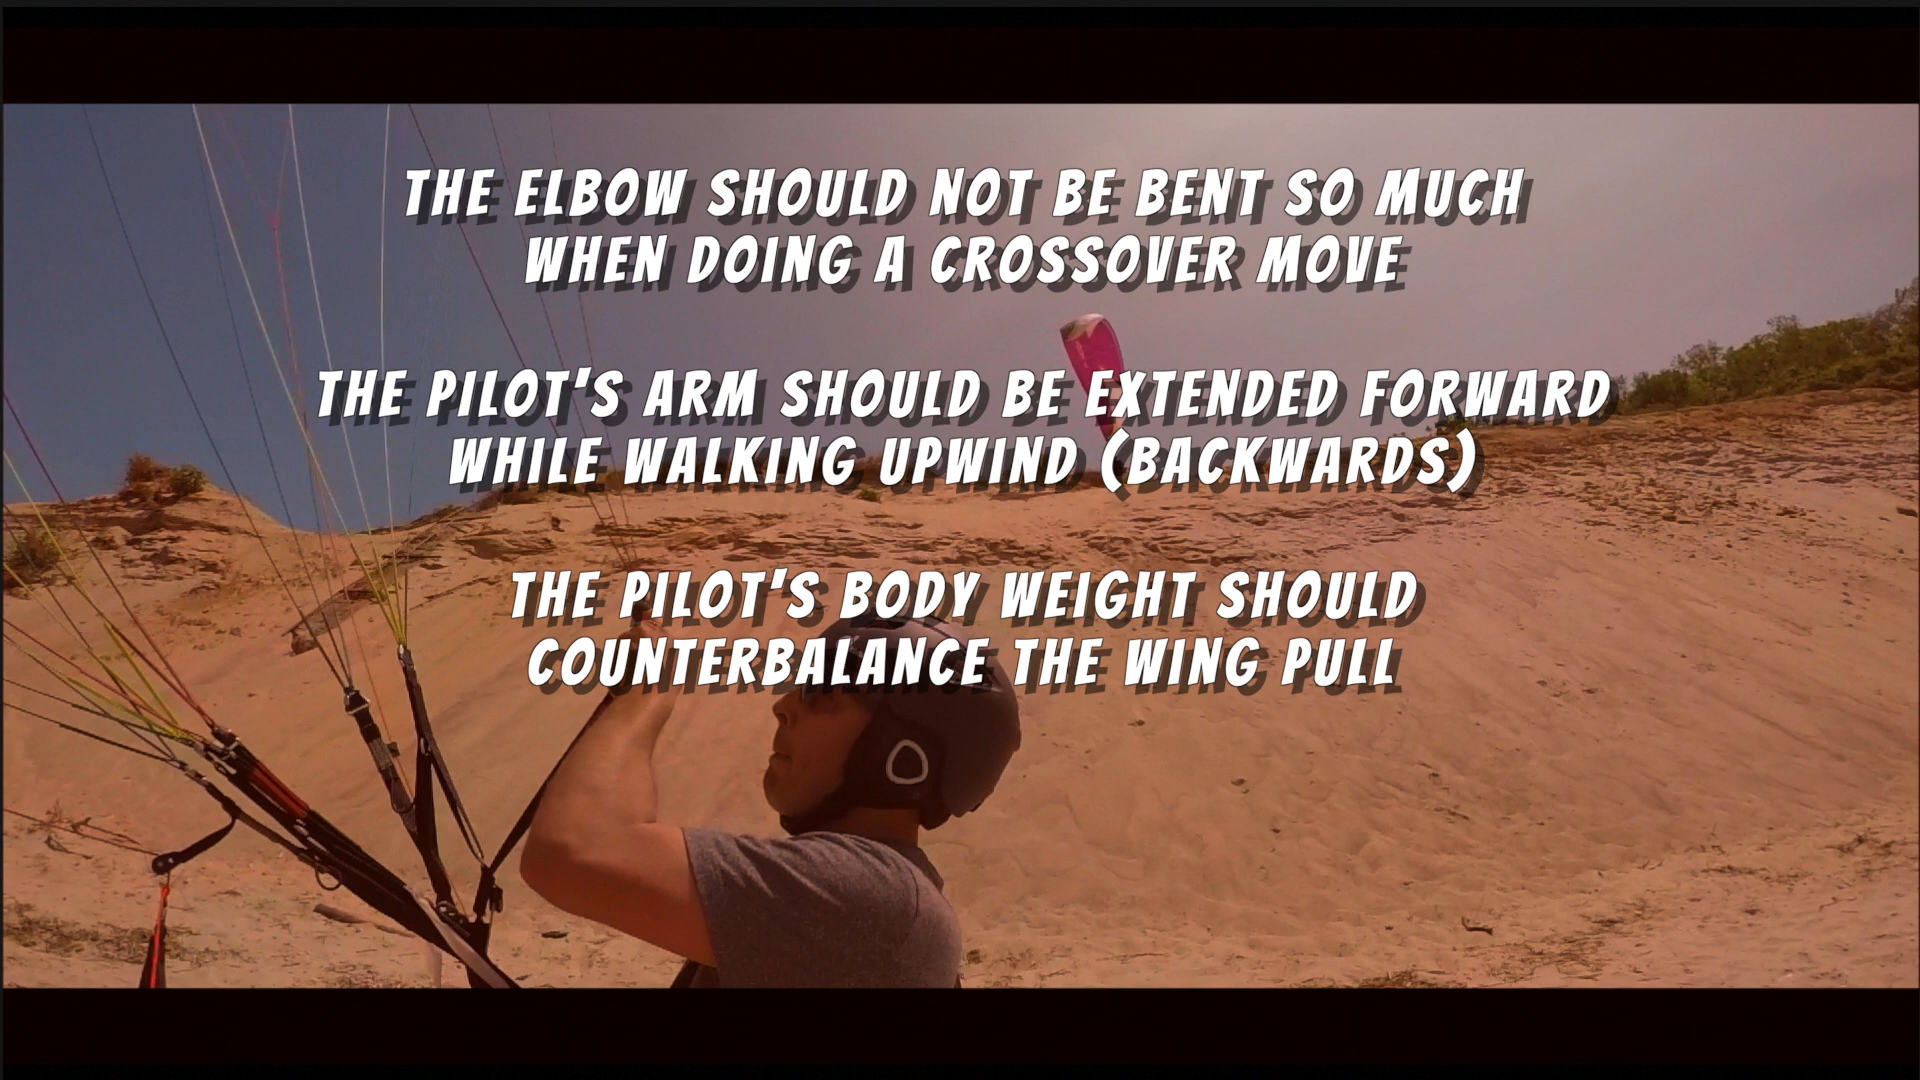 THE ELBOW SHOULD NOT BE BENT SO MUCH
WHEN DOING A CROSSOVER MOVE
THE PILOT'S ARM SHOULD BE EXTENDED FORWARD
WHILE WALKING UPWIND (BACKWARDS)
THE PILOT'S BODY WEIGHT SHOULD
COUNTERBALANCE THE WING PULL